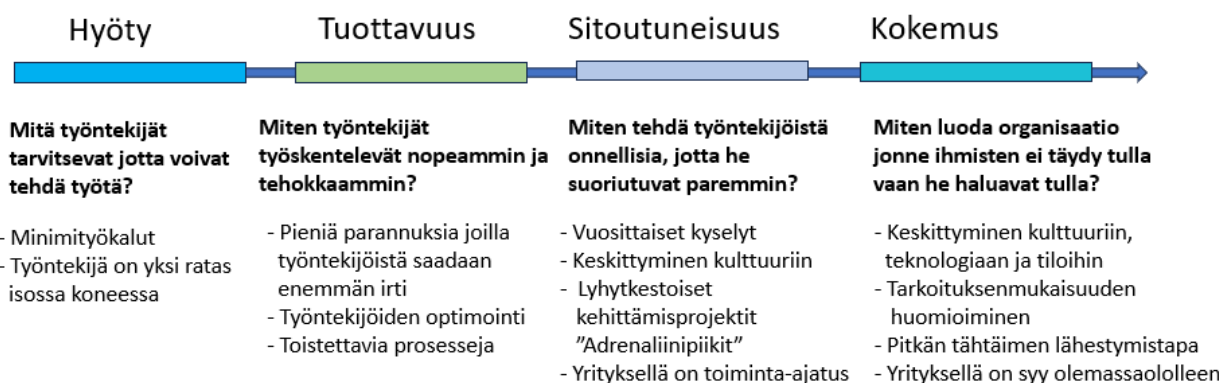 Hyöty
Tuottavuus
Sitoutuneisuus
Kokemus
Mitä työntekijät
tarvitsevat jotta voivat
tehdä työtä?
- Minimityökalut
- Työntekijä on yksi ratas
isossa koneessa
Miten työntekijät
työskentelevät nopeammin ja
tehokkaammin?
- Pieniä parannuksia joilla
työntekijöistä saadaan
enemmän irti
- Työntekijöiden optimointi
- Toistettavia prosesseja
Miten tehdä työntekijöistä
onnellisia, jotta he
suoriutuvat paremmin?
- Vuosittaiset kyselyt
- Keskittyminen kulttuuriin
- Lyhytkestoiset
kehittämisprojektit
”Adrenaliinipiikit”
- Yrityksellä on toiminta-ajatus
Miten luoda organisaatio
jonne ihmisten ei täydy tulla
vaan he haluavat tulla?
- Keskittyminen kulttuuriin,
teknologiaan ja tiloihin
- Tarkoituksenmukaisuuden
huomioiminen
- Pitkän tähtäimen lähestymistapa
- Yrityksellä on syy olemassaololleen